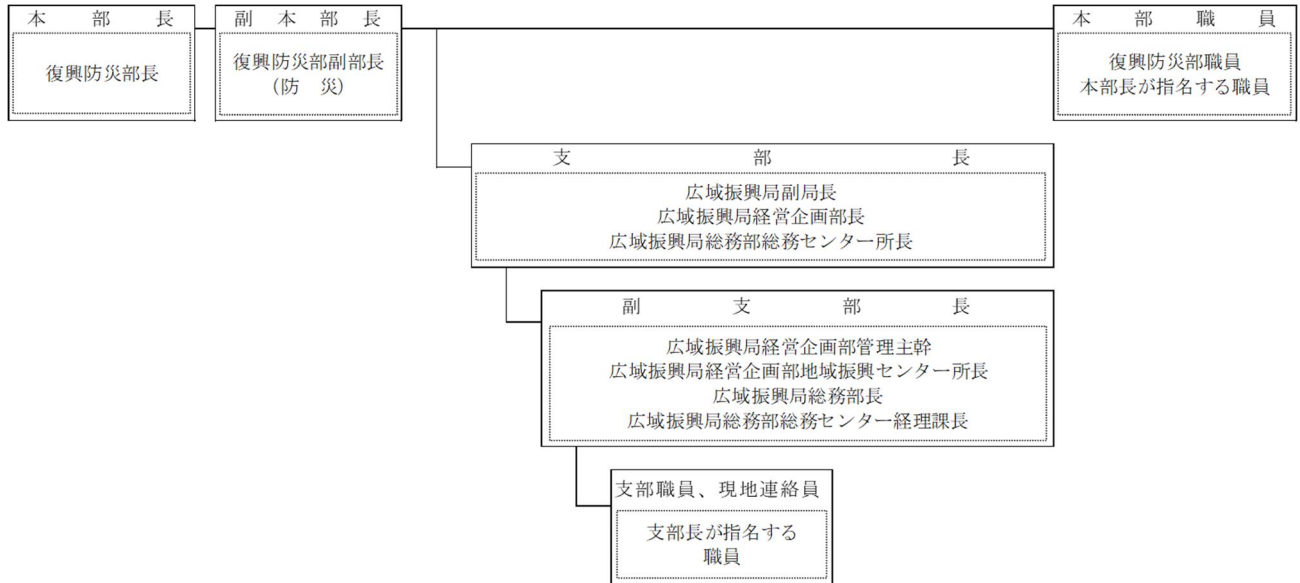 本部長
復興防災部長
副本部長
復興防災部副部長
（防　災）
本部職員
復興防災部職員
本部長が指名する職員
支部長
広域振興局副局長
広域振興局経営企画部長
広域振興局総務部総務センター所長
副支部長
広域振興局経営企画部管理主幹
広域振興局経営企画部地域振興センター所長
広域振興局総務部長
広域振興局総務部総務センター経理課長
支部職員、現地連絡員
支部長が指名する
職員